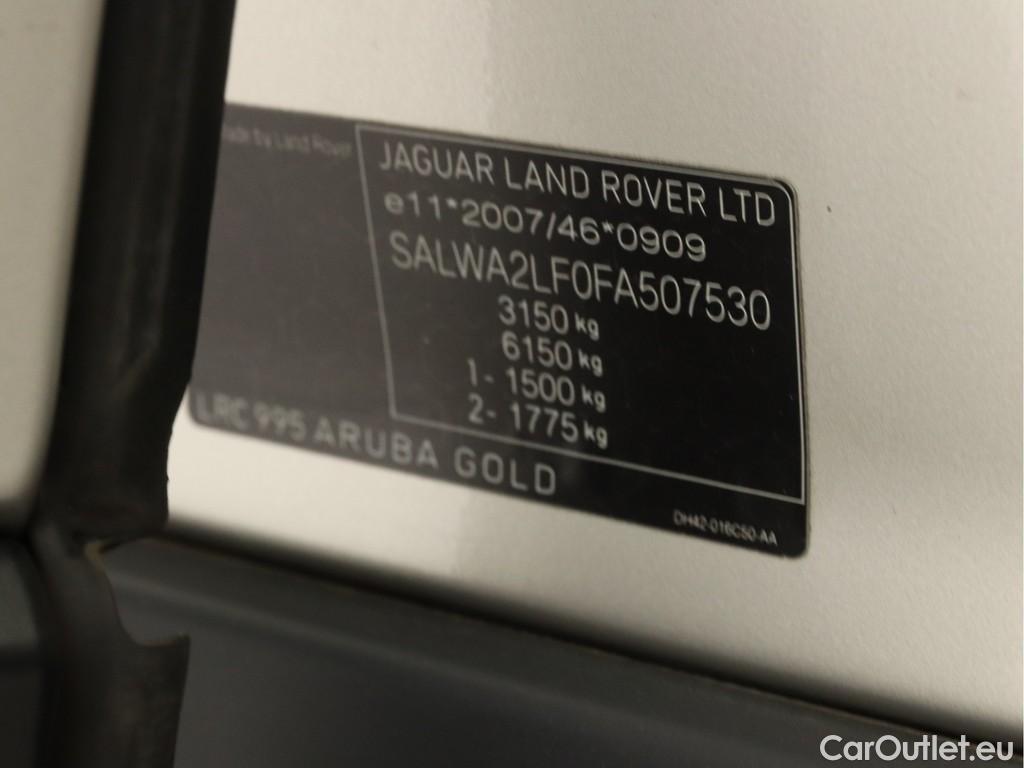 Made by Land Rover
JAGUAR LAND ROVER LTD
e11*2007/46*0909
SALWA2LF0FA507530
3150 kg
6150 kg
1- 1500 kg
2- 1775 kg
LRC 995 ARUBA GOLD
DH42-016C50-AA
CarOutlet.eu